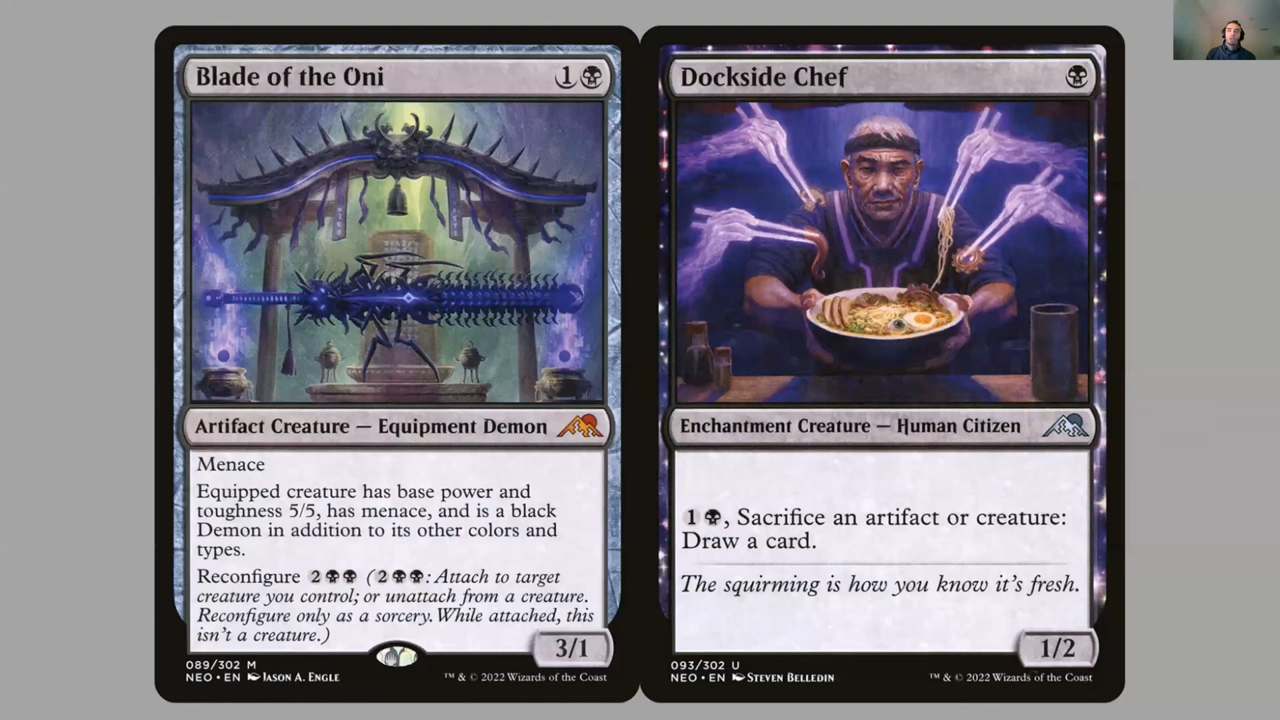 Blade of the Oni 1
Artifact Creature — Equipment Demon
Menace
Equipped creature has base power and
toughness 5/5, has menace, and is a black
Demon in addition to its other colors and
types.
Reconfigure 2 (2: Attach to target
creature you control; or unattach from a creature.
Reconfigure only as a sorcery. While attached, this
isn't a creature.)
3/1
089/302 M
NEO • EN Jason A. Engle
™ & © 2022 Wizards of the Coast
Dockside Chef
Enchantment Creature — Human Citizen
1, Sacrifice an artifact or creature:
Draw a card.
The squirming is how you know it's fresh.
1/2
093/302 U
NEO • EN Steven Belledin
™ & © 2022 Wizards of the Coast